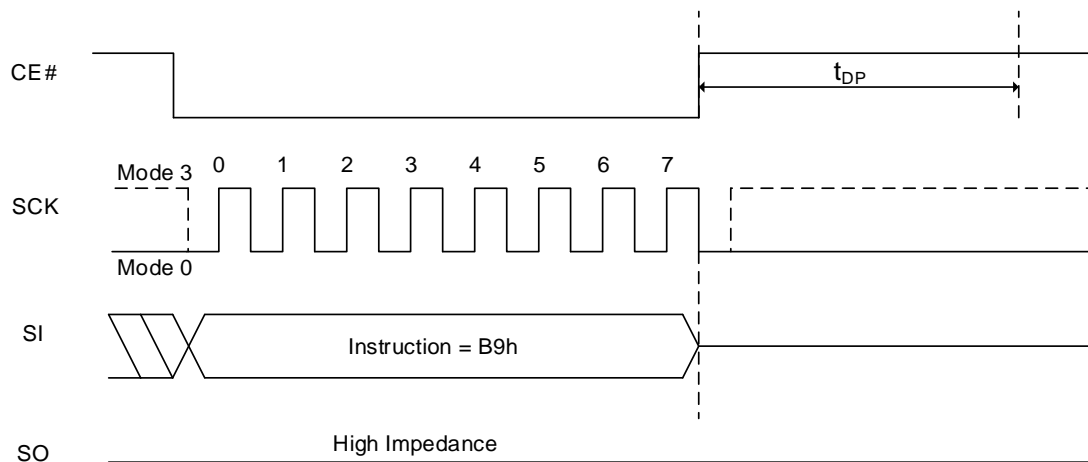 CE#
tDP
Mode 3
0 1 2 3 4 5 6 7
SCK
Mode 0
SI
Instruction = B9h
High Impedance
SO